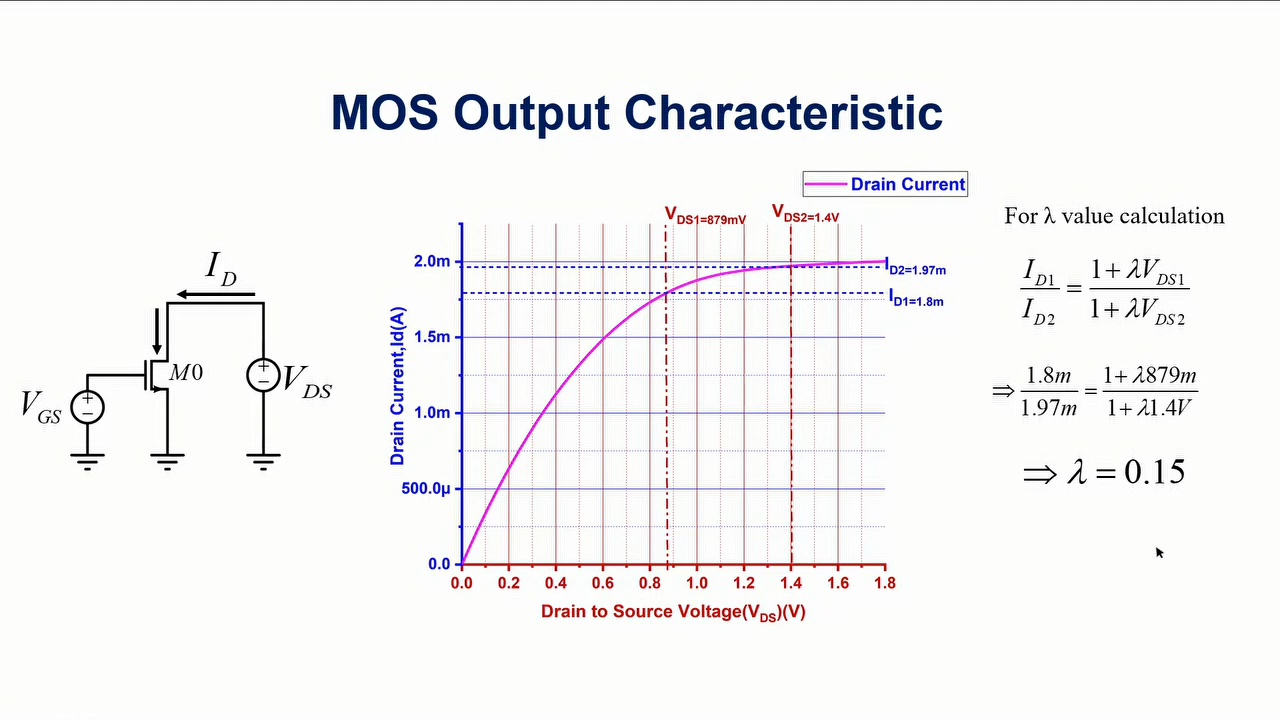 MOS Output Characteristic
Drain Current
V_DS1=879mV
V_DS2=1.4V
For λ value calculation
I_D
M0
V_GS
V_DS
Drain Current,Id(A)
2.0m
1.5m
1.0m
500.0µ
0.0
0.0 0.2 0.4 0.6 0.8 1.0 1.2 1.4 1.6 1.8
Drain to Source Voltage(V_DS)(V)
I_D2=1.97m
I_D1=1.8m
I_D1 / I_D2 = 1 + λV_DS1 / 1 + λV_DS2
⇒ 1.8m / 1.97m = 1 + λ879m / 1 + λ1.4V
⇒ λ = 0.15